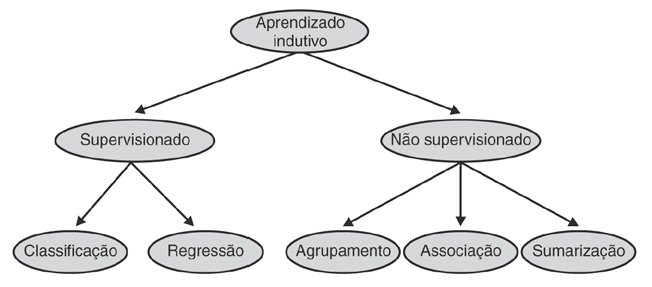 Aprendizado
indutivo
Supervisionado
Não supervisionado
Classificação
Regressão
Agrupamento
Associação
Sumarização